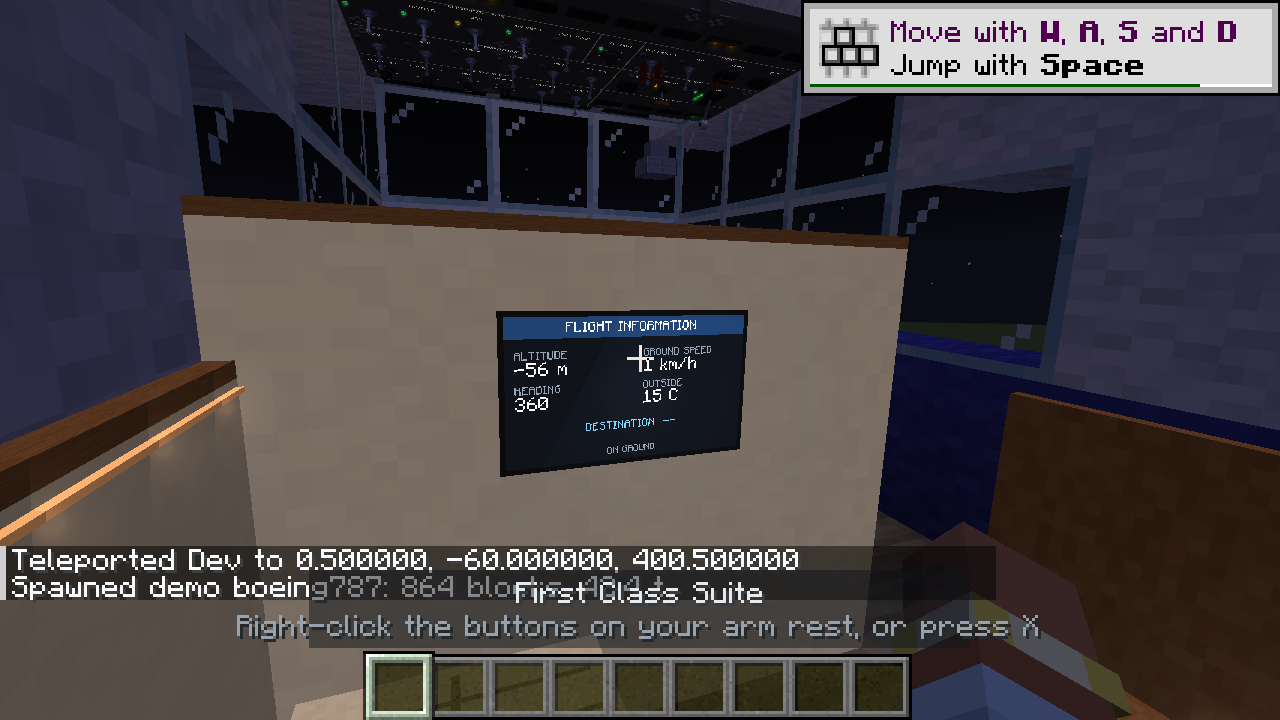 Move with W, A, S and D
Jump with Space
FLIGHT INFORMATION
ALTITUDE
-56 m
GROUND SPEED
1 km/h
HEADING
360
OUTSIDE
15 C
DESTINATION --
ON GROUND
Teleported Dev to 0.500000, -60.000000, 400.500000
Spawned demo boeing787: 864 blocks,
First Class Suite
Right-click the buttons on your arm rest, or press X